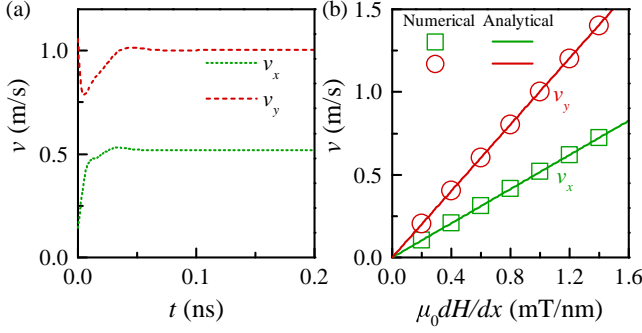 (a)
1.0
0.5
0.0
v (m/s)
v_x
v_y
0.0 0.1 0.2
t (ns)
(b)
Numerical Analytical
1.5
1.0
0.5
0.0
v (m/s)
v_y
v_x
0.0 0.4 0.8 1.2 1.6
μ₀dH/dx (mT/nm)